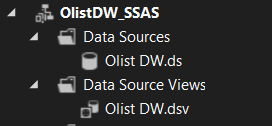 OlistDW_SSAS
Data Sources
Olist DW.ds
Data Source Views
Olist DW.dsv